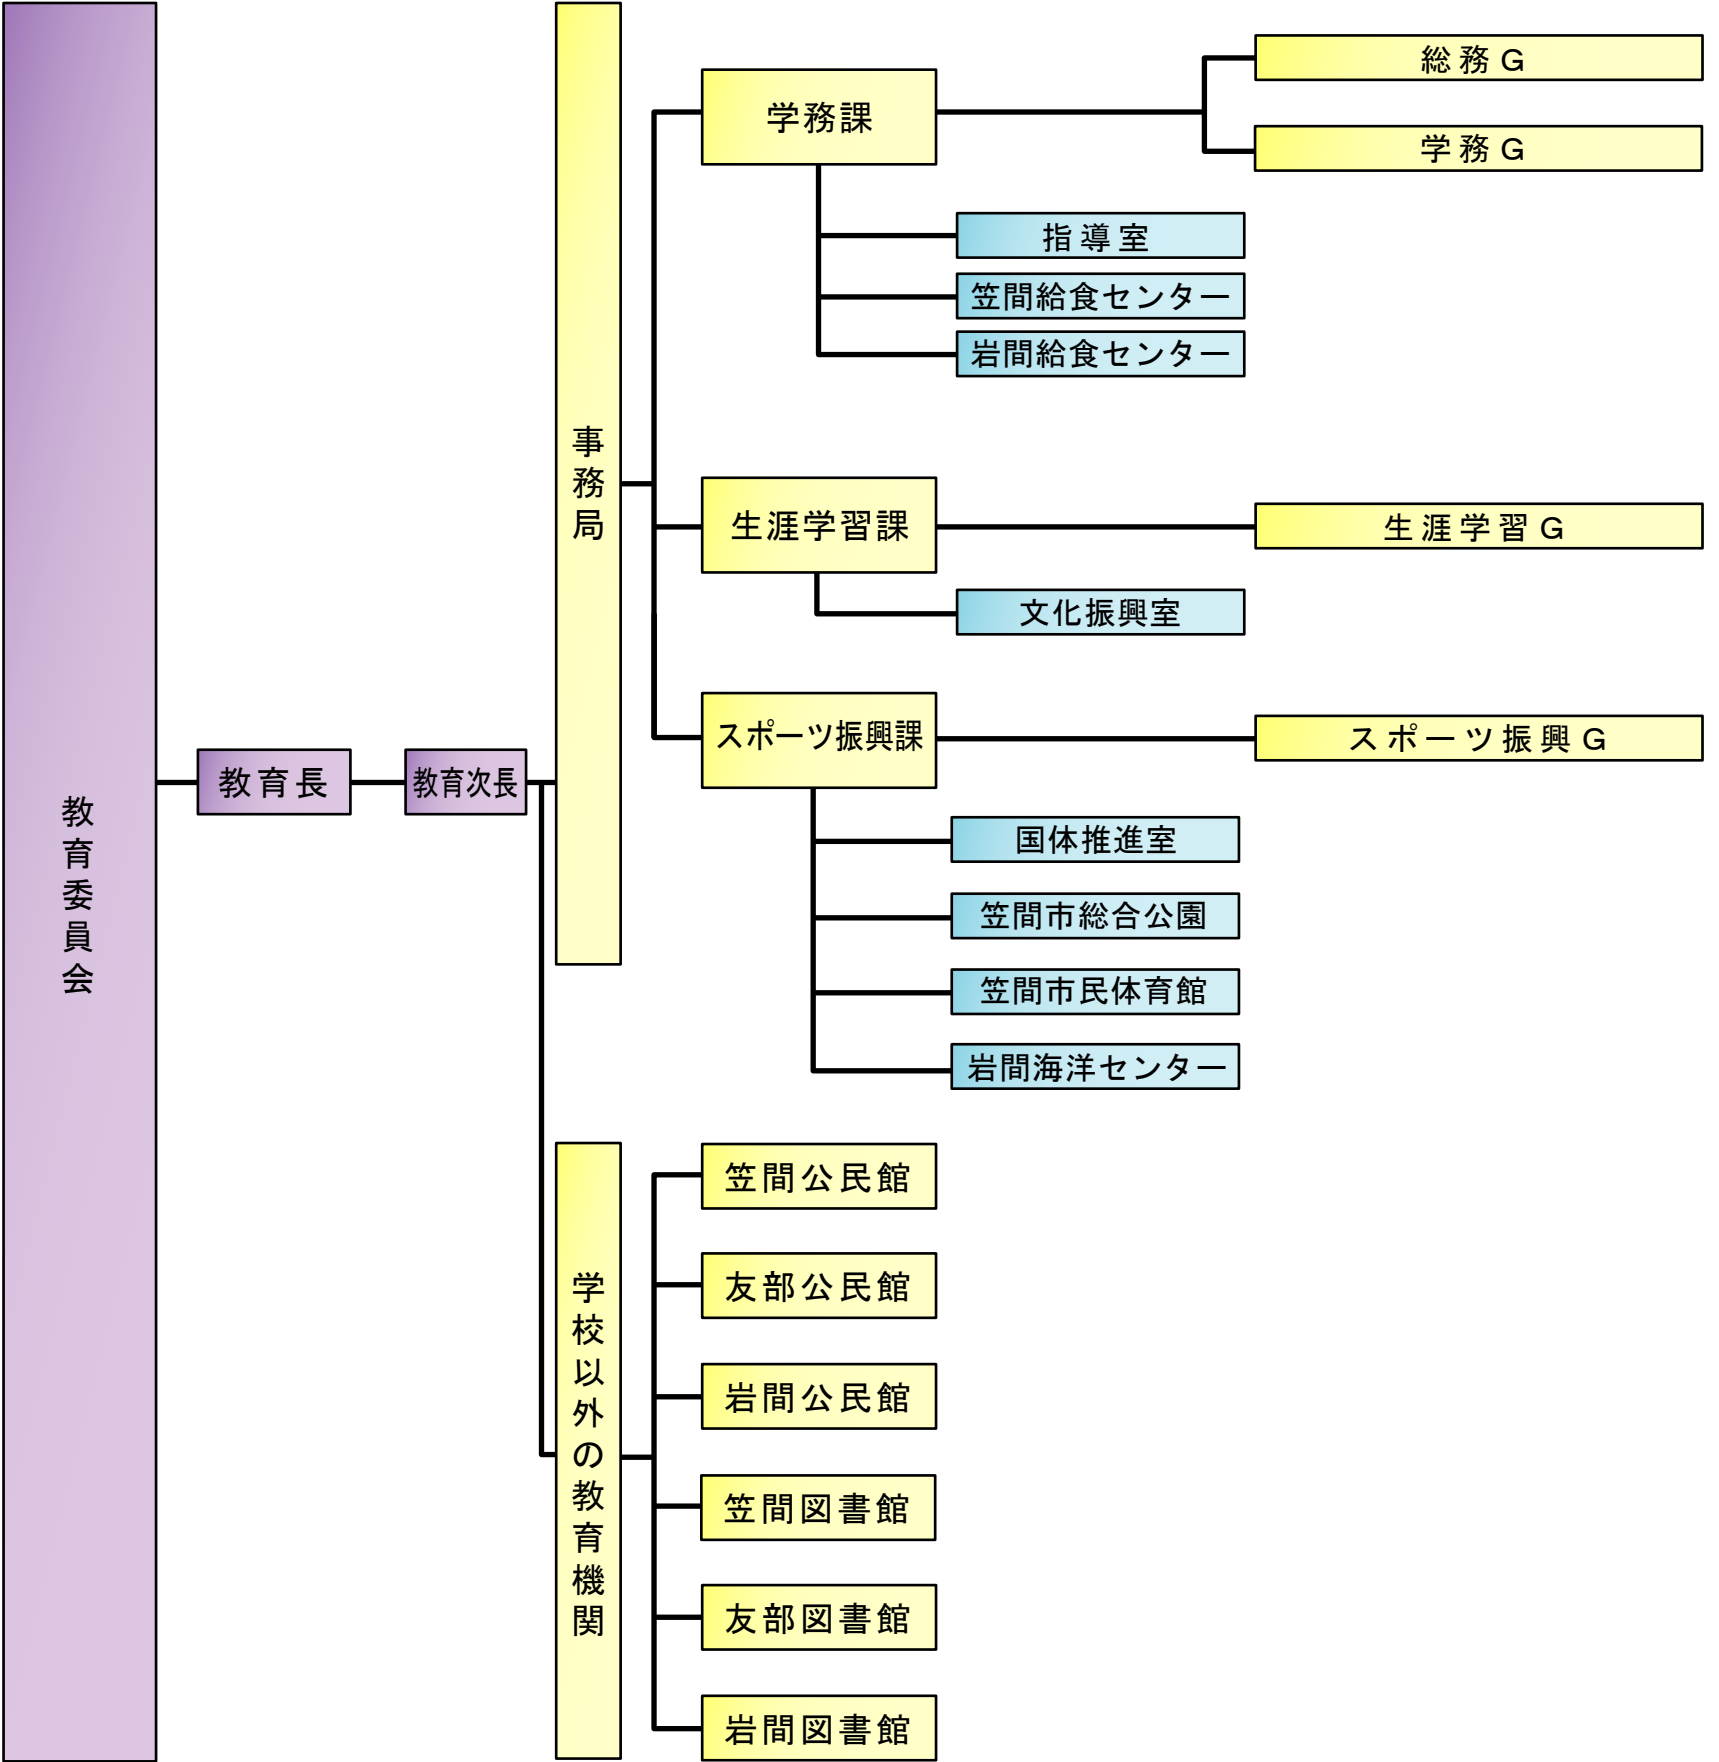 教育委員会
教育長
教育次長
事務局
学務課
総務G
学務G
指導室
笠間給食センター
岩間給食センター
生涯学習課
生涯学習G
文化振興室
スポーツ振興課
スポーツ振興G
国体推進室
笠間市総合公園
笠間市民体育館
岩間海洋センター
学校以外の教育機関
笠間公民館
友部公民館
岩間公民館
笠間図書館
友部図書館
岩間図書館